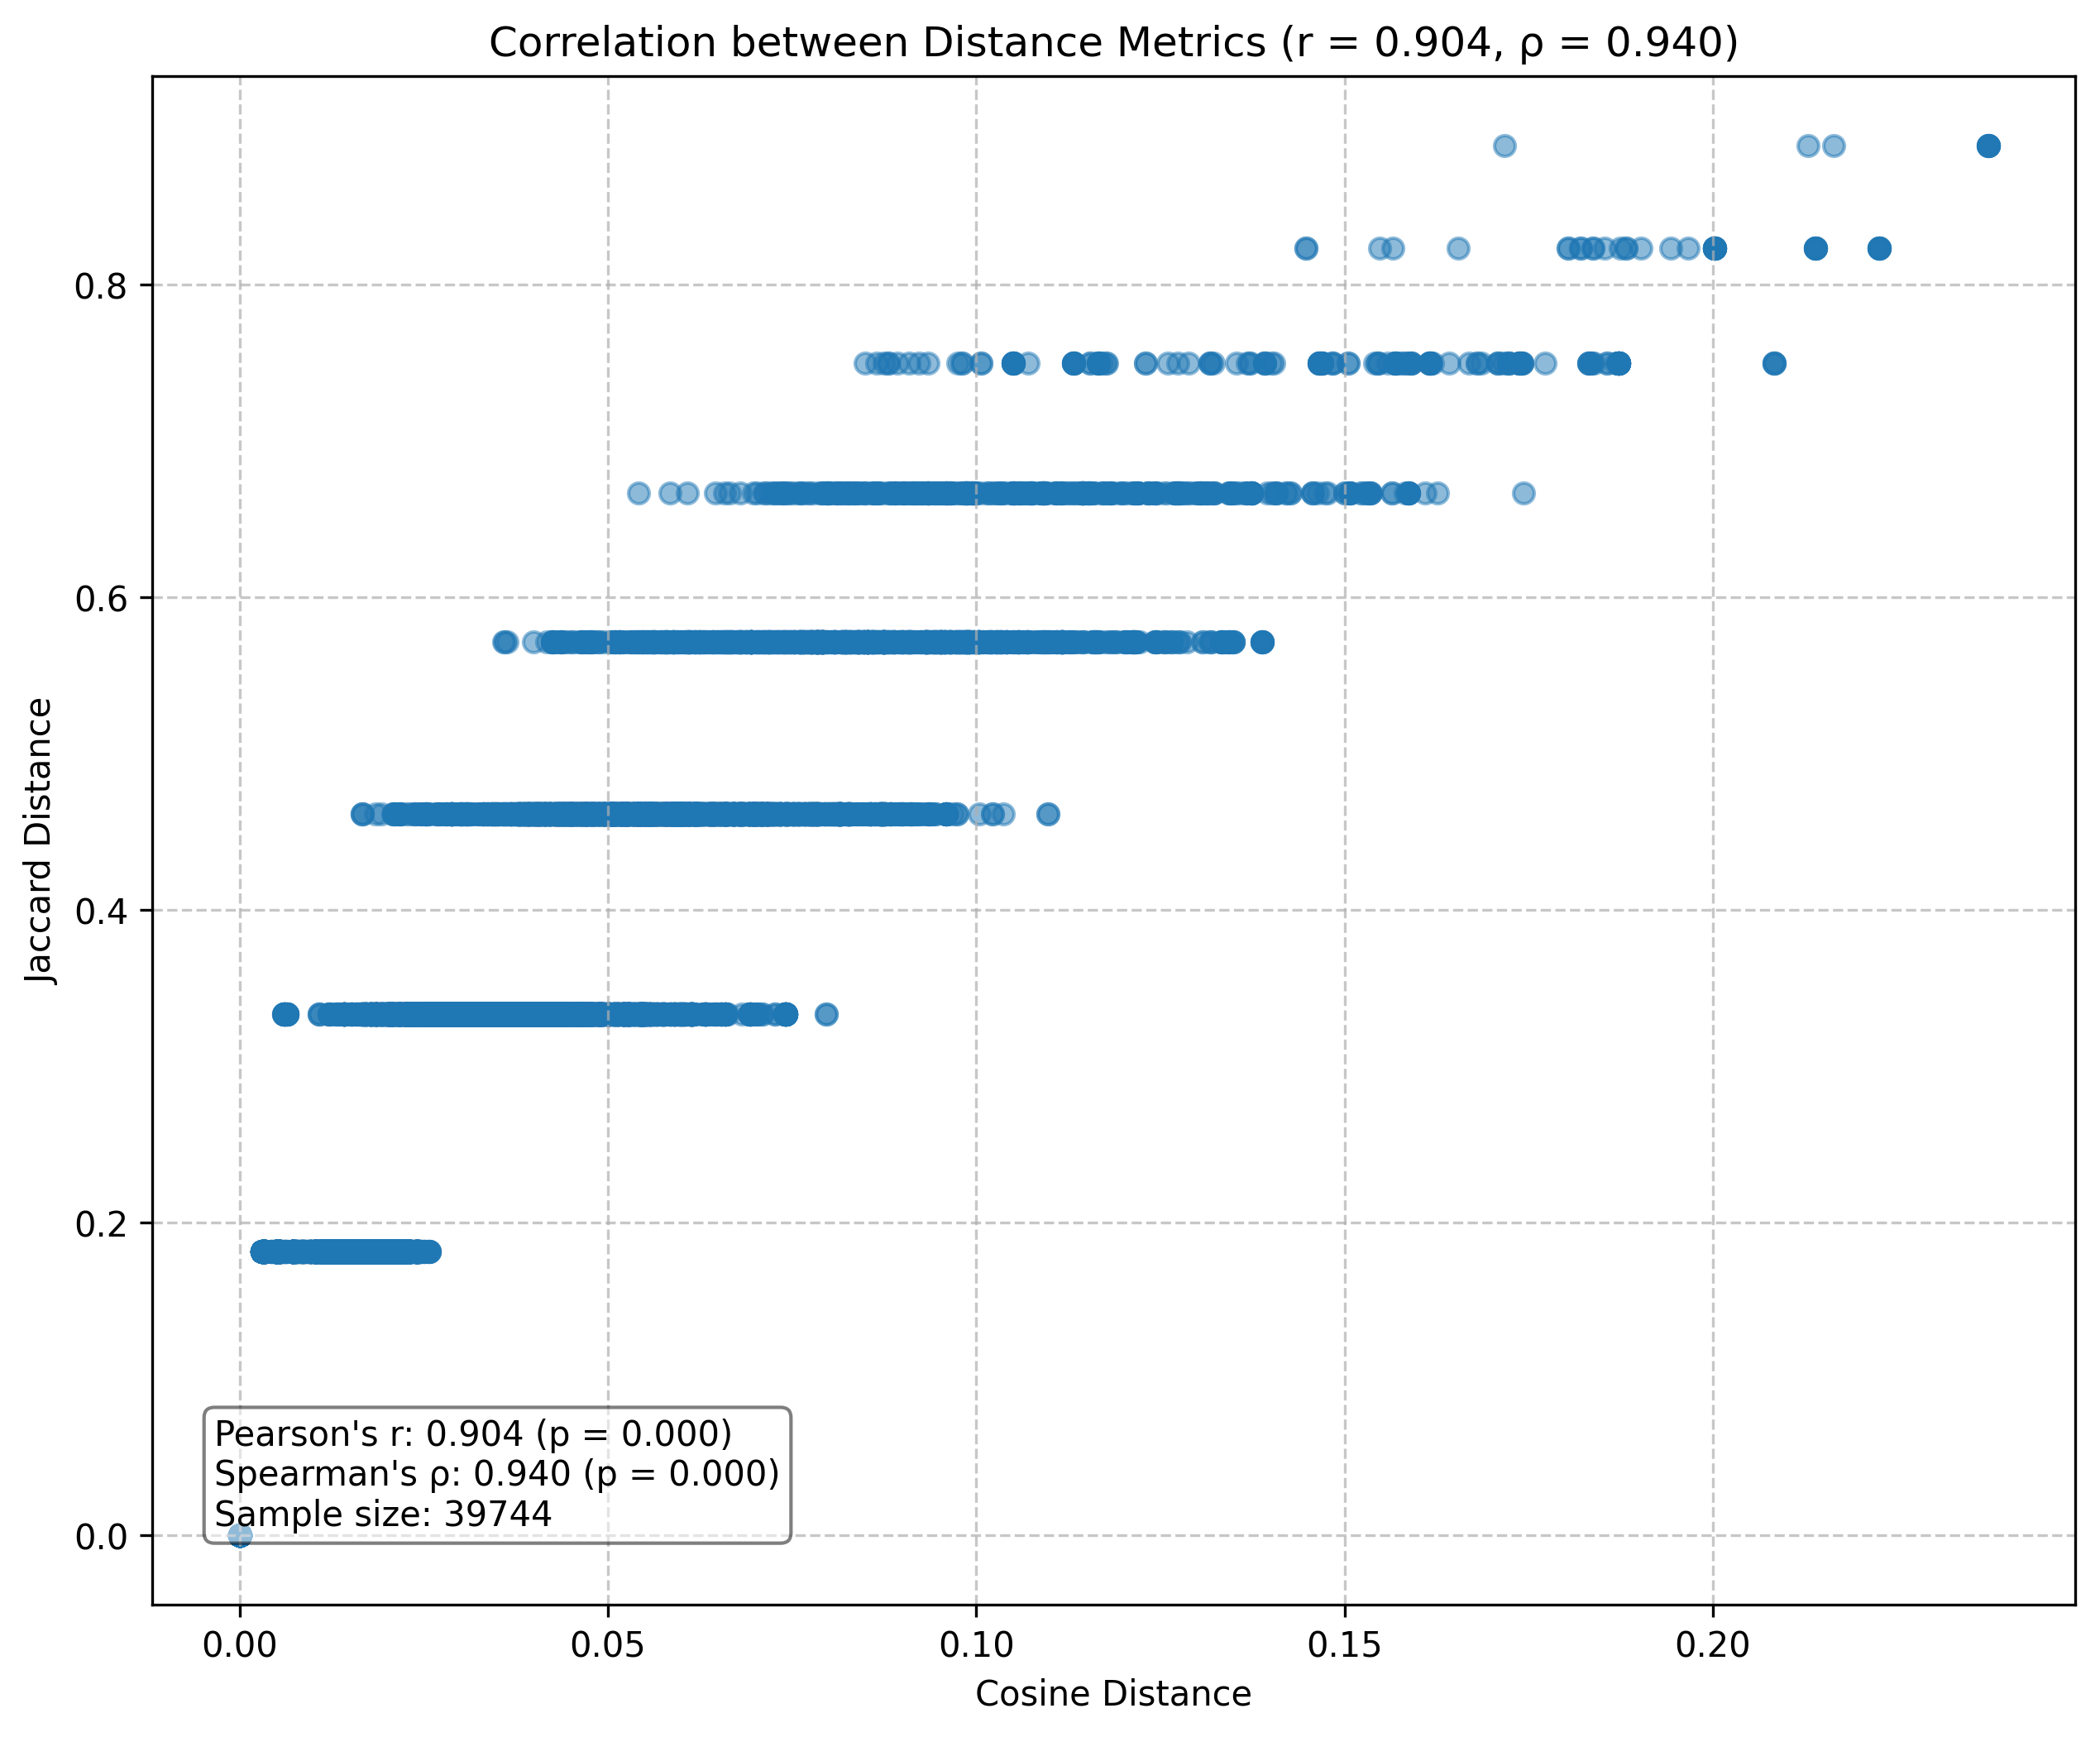 Correlation between Distance Metrics (r = 0.904, ρ = 0.940)
Jaccard Distance
0.8
0.6
0.4
0.2
0.0
Pearson's r: 0.904 (p = 0.000)
Spearman's ρ: 0.940 (p = 0.000)
Sample size: 39744
0.00 0.05 0.10 0.15 0.20
Cosine Distance